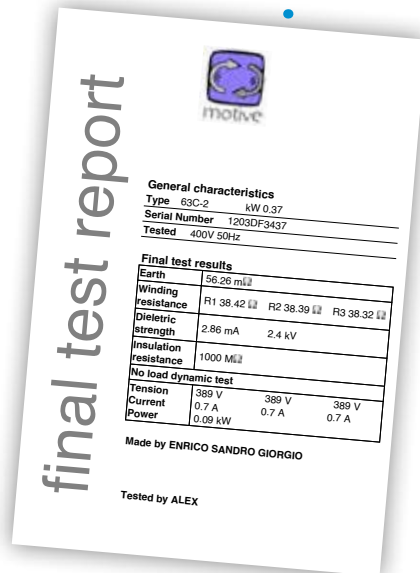 final test report
motive
General characteristics
Type 63C-2 kW 0.37
Serial Number 1203DF3437
Tested 400V 50Hz
Final test results
Earth 56.26 mΩ
Winding resistance R1 38.42 Ω R2 38.39 Ω R3 38.32 Ω
Dieletric strength 2.86 mA 2.4 kV
Insulation resistance 1000 MΩ
No load dynamic test
Tension 389 V 389 V 389 V
Current 0.7 A 0.7 A 0.7 A
Power 0.09 kW
Made by ENRICO SANDRO GIORGIO
Tested by ALEX